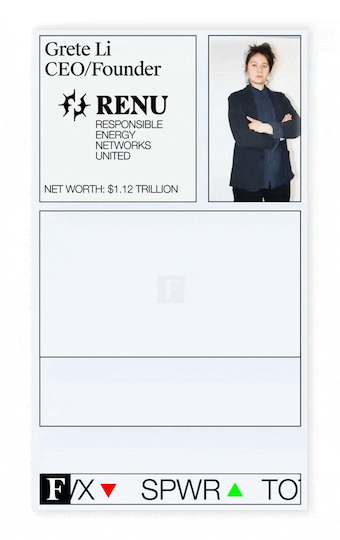 Grete Li
CEO/Founder
RENU
RESPONSIBLE
ENERGY
NETWORKS
UNITED
NET WORTH: $1.12 TRILLION
F
F/X SPWR TO